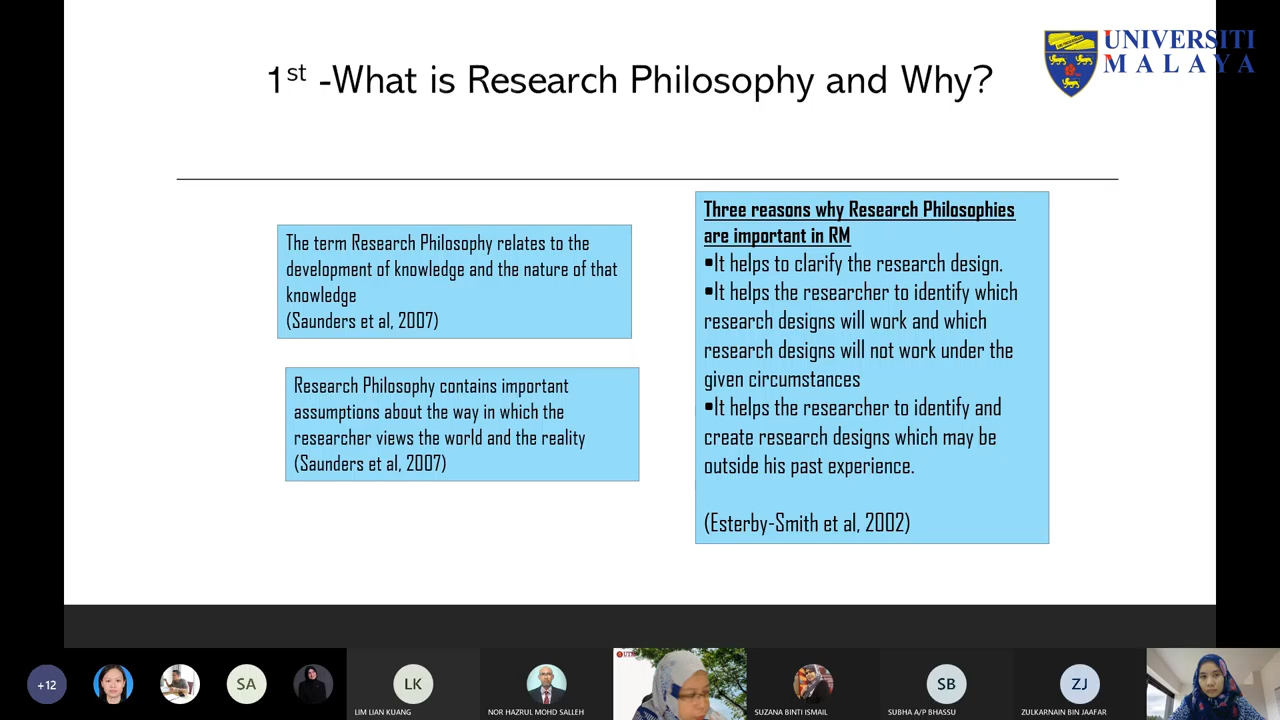 UNIVERSITI
MALAYA
1st -What is Research Philosophy and Why?
The term Research Philosophy relates to the
development of knowledge and the nature of that
knowledge
(Saunders et al, 2007)
Research Philosophy contains important
assumptions about the way in which the
researcher views the world and the reality
(Saunders et al, 2007)
Three reasons why Research Philosophies
are important in RM
•It helps to clarify the research design.
•It helps the researcher to identify which
research designs will work and which
research designs will not work under the
given circumstances
•It helps the researcher to identify and
create research designs which may be
outside his past experience.
(Esterby-Smith et al, 2002)
+12
SA
LK
LIM LIAN KUANG
NOR HAZRUL MOHD SALLEH
SUZANA BINTI ISMAIL
SB
SUBHA A/P BHASSU
ZJ
ZULKARNAIN BIN JAAFAR